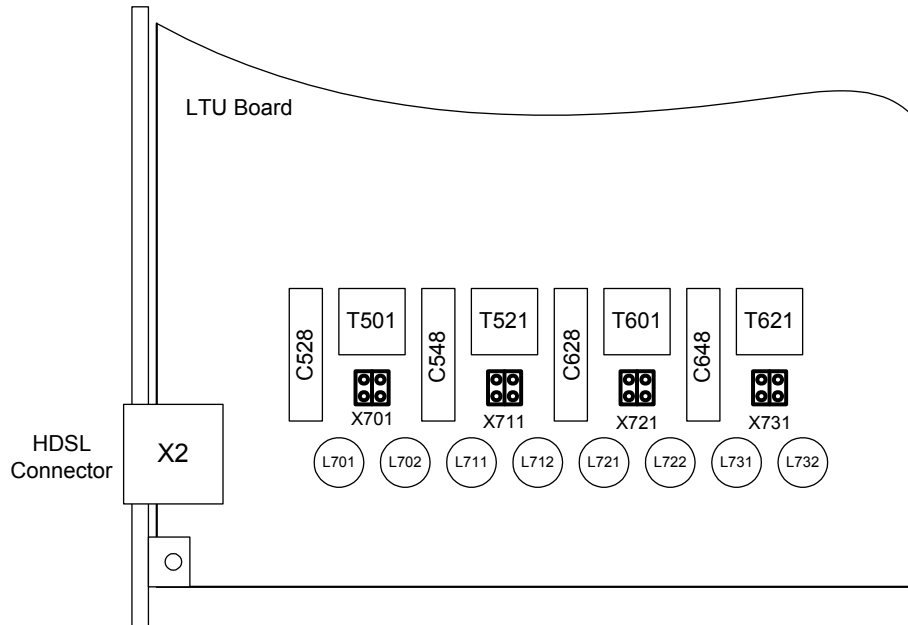 LTU Board
C528
T501
C548
T521
C628
T601
C648
T621
X701
X711
X721
X731
HDSL
Connector
X2
L701
L702
L711
L712
L721
L722
L731
L732